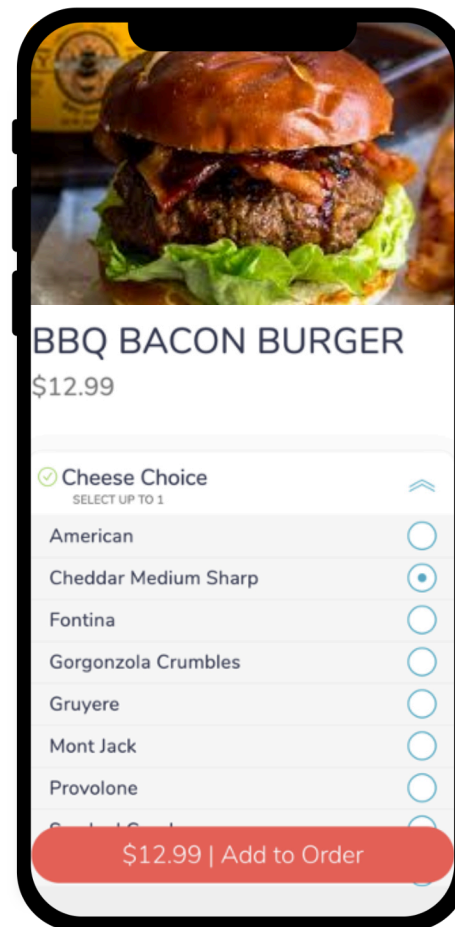 BBQ BACON BURGER
$12.99
Cheese Choice
SELECT UP TO 1
American
Cheddar Medium Sharp
Fontina
Gorgonzola Crumbles
Gruyere
Mont Jack
Provolone
$12.99 | Add to Order